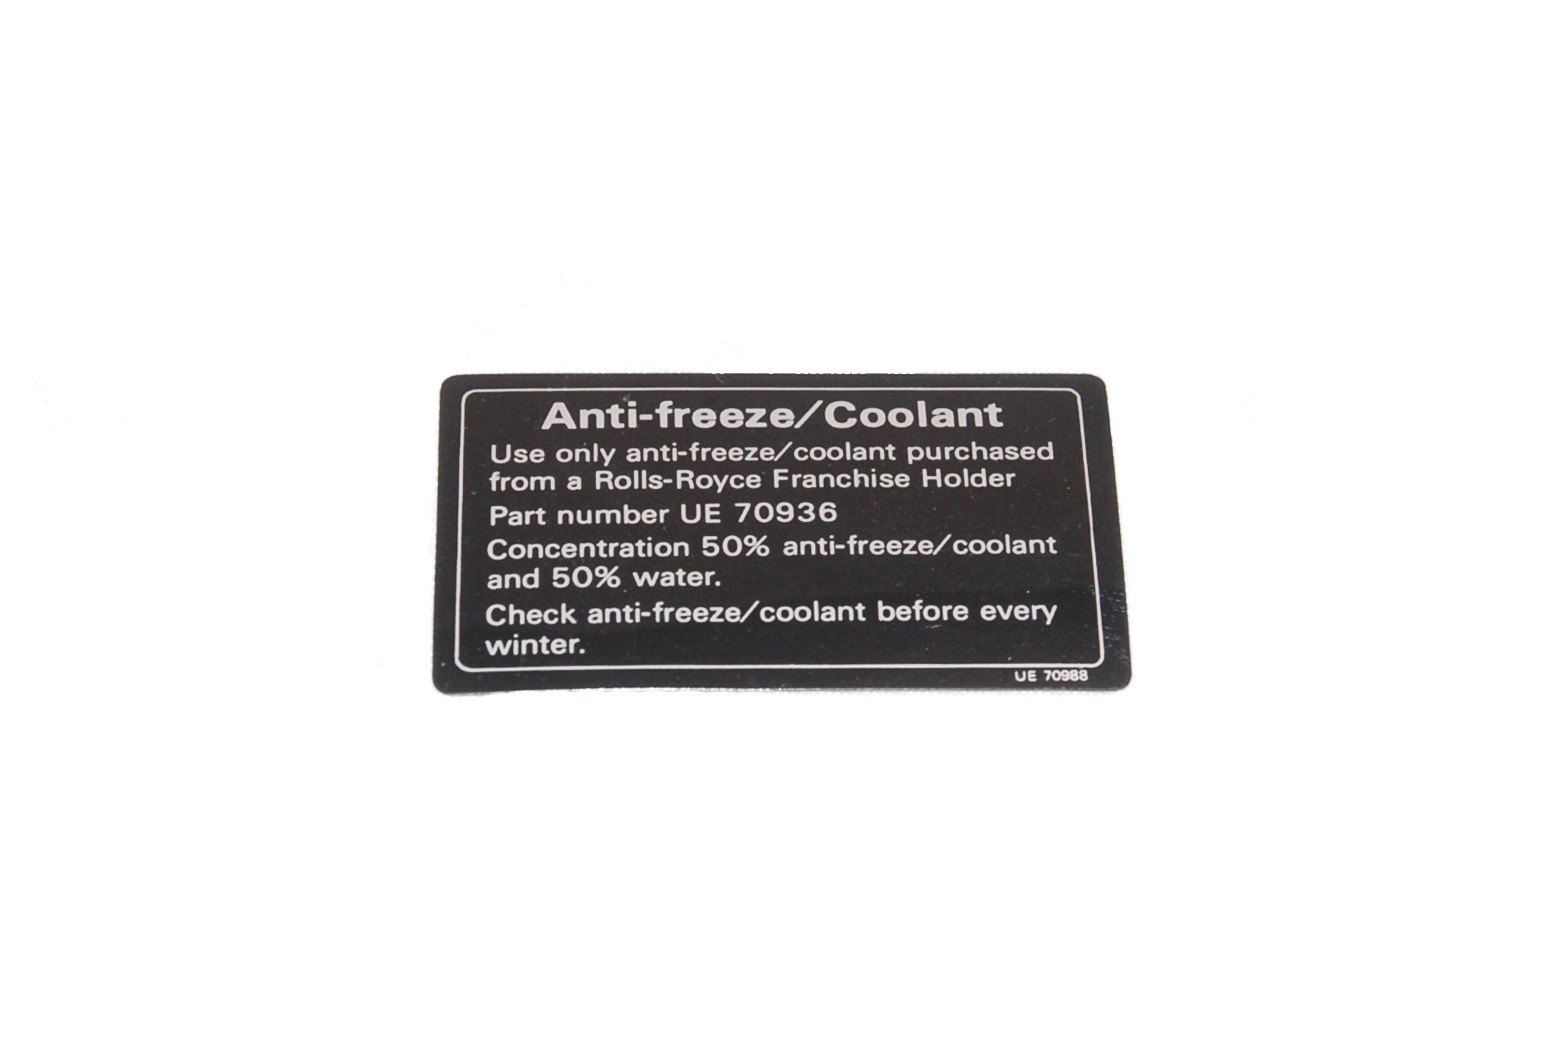 Anti-freeze/Coolant
Use only anti-freeze/coolant purchased
from a Rolls-Royce Franchise Holder
Part number UE 70936
Concentration 50% anti-freeze/coolant
and 50% water.
Check anti-freeze/coolant before every
winter.
UE 70988